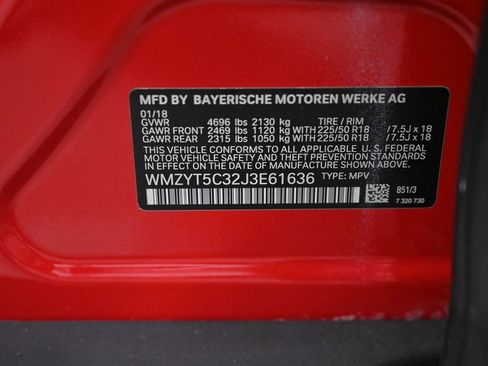 MFD BY BAYERISCHE MOTOREN WERKE AG
01/18
GVWR 4696 lbs 2130 kg TIRE / RIM
GAWR FRONT 2469 lbs 1120 kg WITH 225/50 R18 / 7.5J x 18
GAWR REAR 2315 lbs 1050 kg WITH 225/50 R18 / 7.5J x 18
THIS VEHICLE CONFORMS TO ALL APPLICABLE U. S. FEDERAL
MOTOR VEHICLE SAFETY BUMPER, AND THEFT PREVENTION
STANDARDS IN EFFECT ON THE DATE OF MANUFACTURE SHOWN ABOVE.
WMZYT5C32J3E61636 TYPE: MPV
851/3
7 320 730